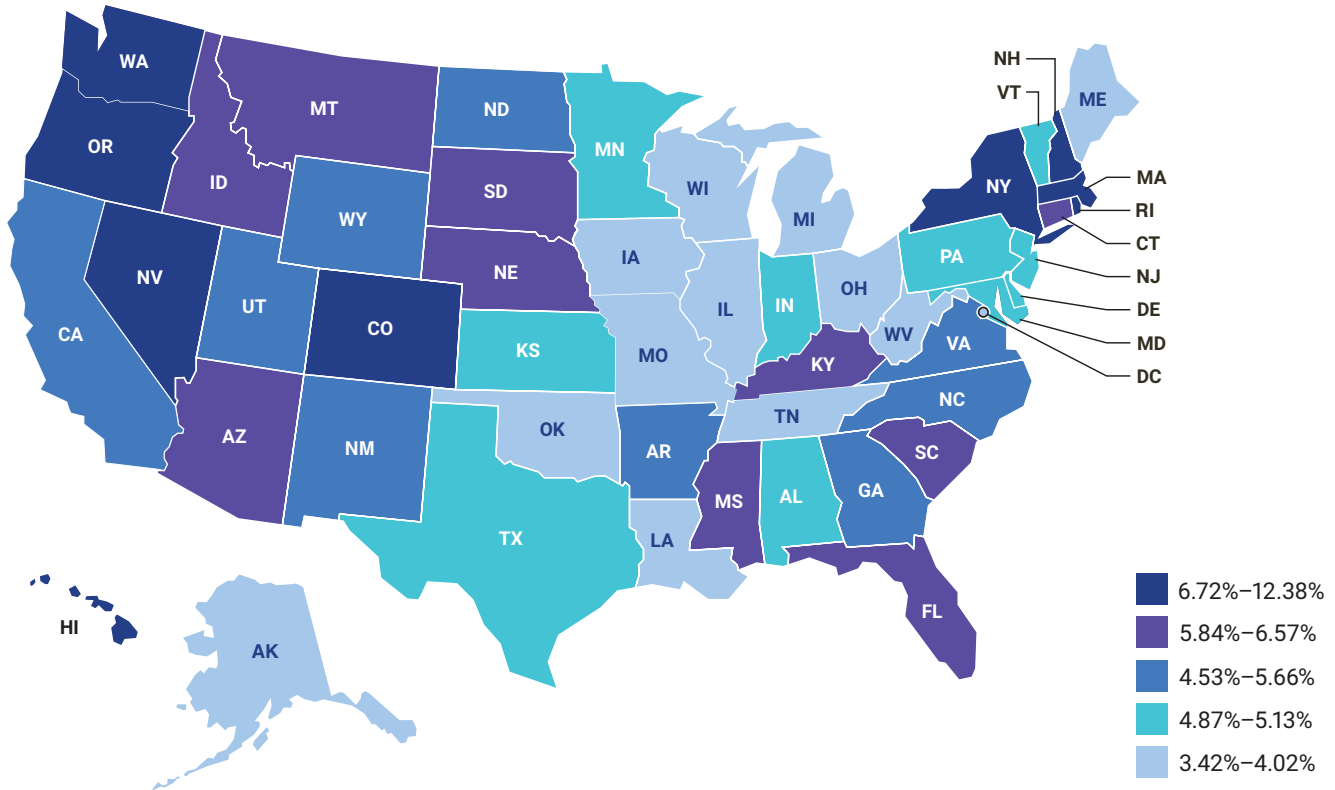 WA
MT
ND
MN
OR
ID
SD
WY
WI
MI
NH
VT
ME
NY
MA
RI
CT
NJ
DE
MD
DC
NV
UT
CA
CO
NE
IA
KS
MO
IL
IN
OH
PA
WV
VA
KY
NC
TN
AZ
NM
OK
AR
SC
MS
AL
GA
TX
LA
FL
HI
AK
6.72%–12.38%
5.84%–6.57%
4.53%–5.66%
4.87%–5.13%
3.42%–4.02%